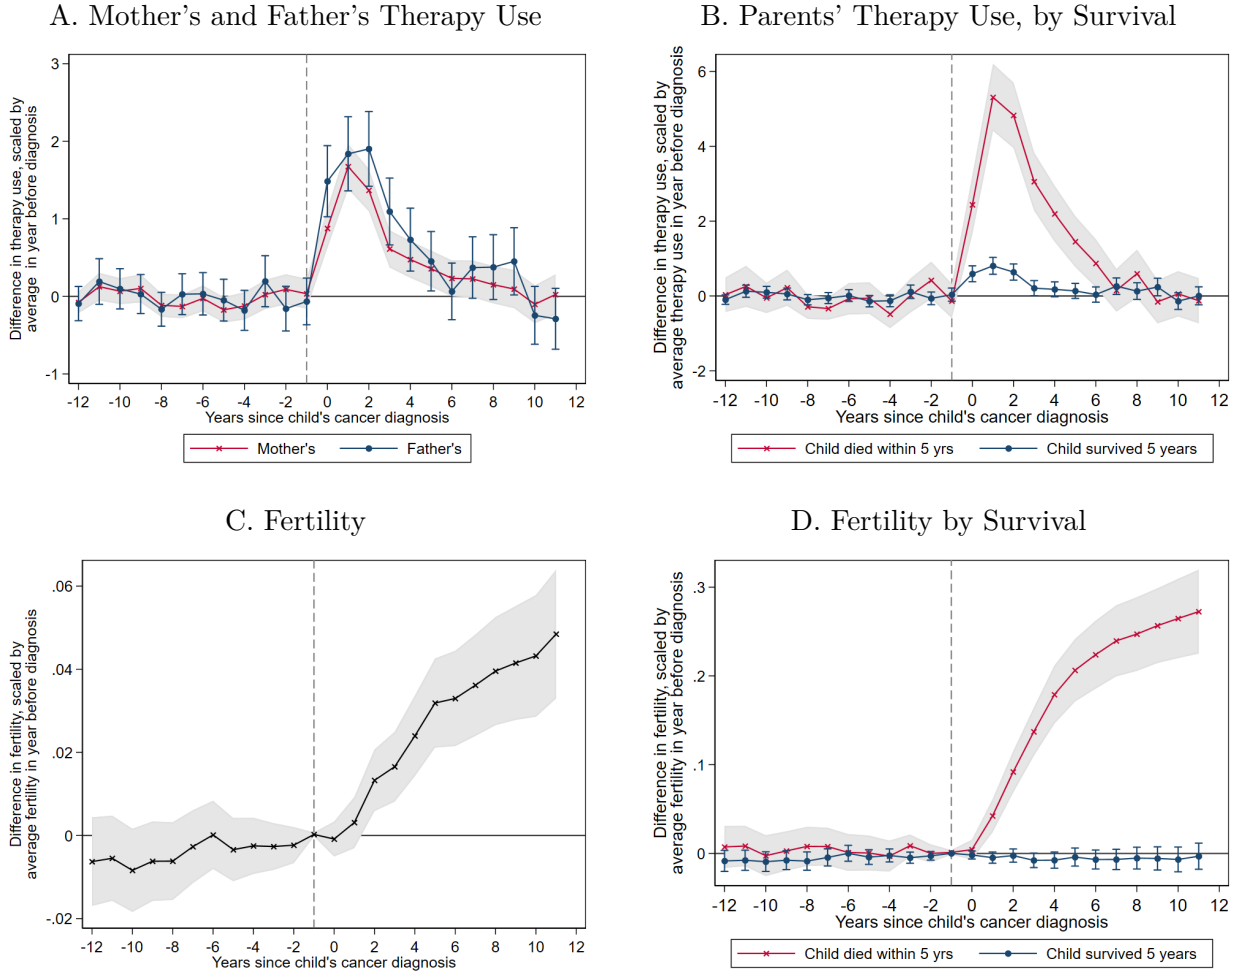 A. Mother's and Father's Therapy Use
Difference in therapy use, scaled by
average therapy use in year before diagnosis
3
2
1
0
-1
-12 -10 -8 -6 -4 -2 0 2 4 6 8 10 12
Years since child's cancer diagnosis
Mother's Father's
B. Parents' Therapy Use, by Survival
Difference in therapy use, scaled by
average therapy use in year before diagnosis
6
4
2
0
-2
-12 -10 -8 -6 -4 -2 0 2 4 6 8 10 12
Years since child's cancer diagnosis
Child died within 5 yrs Child survived 5 years
C. Fertility
Difference in fertility, scaled by
average fertility in year before diagnosis
.06
.04
.02
0
-.02
-12 -10 -8 -6 -4 -2 0 2 4 6 8 10 12
Years since child's cancer diagnosis
D. Fertility by Survival
Difference in fertility, scaled by
average fertility in year before diagnosis
.3
.2
.1
0
-12 -10 -8 -6 -4 -2 0 2 4 6 8 10 12
Years since child's cancer diagnosis
Child died within 5 yrs Child survived 5 years